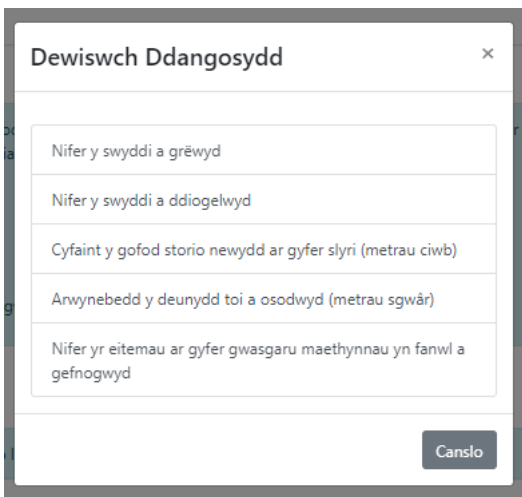 Dewiswch Ddangosydd
×
Nifer y swyddi a grëwyd
Nifer y swyddi a ddiogelwyd
Cyfaint y gofod storio newydd ar gyfer slyri (metrau ciwb)
Arwynebedd y deunydd toi a osodwyd (metrau sgwâr)
Nifer yr eitemau ar gyfer gwasgaru maethynnau yn fanwl a
gefnogwyd
Canslo